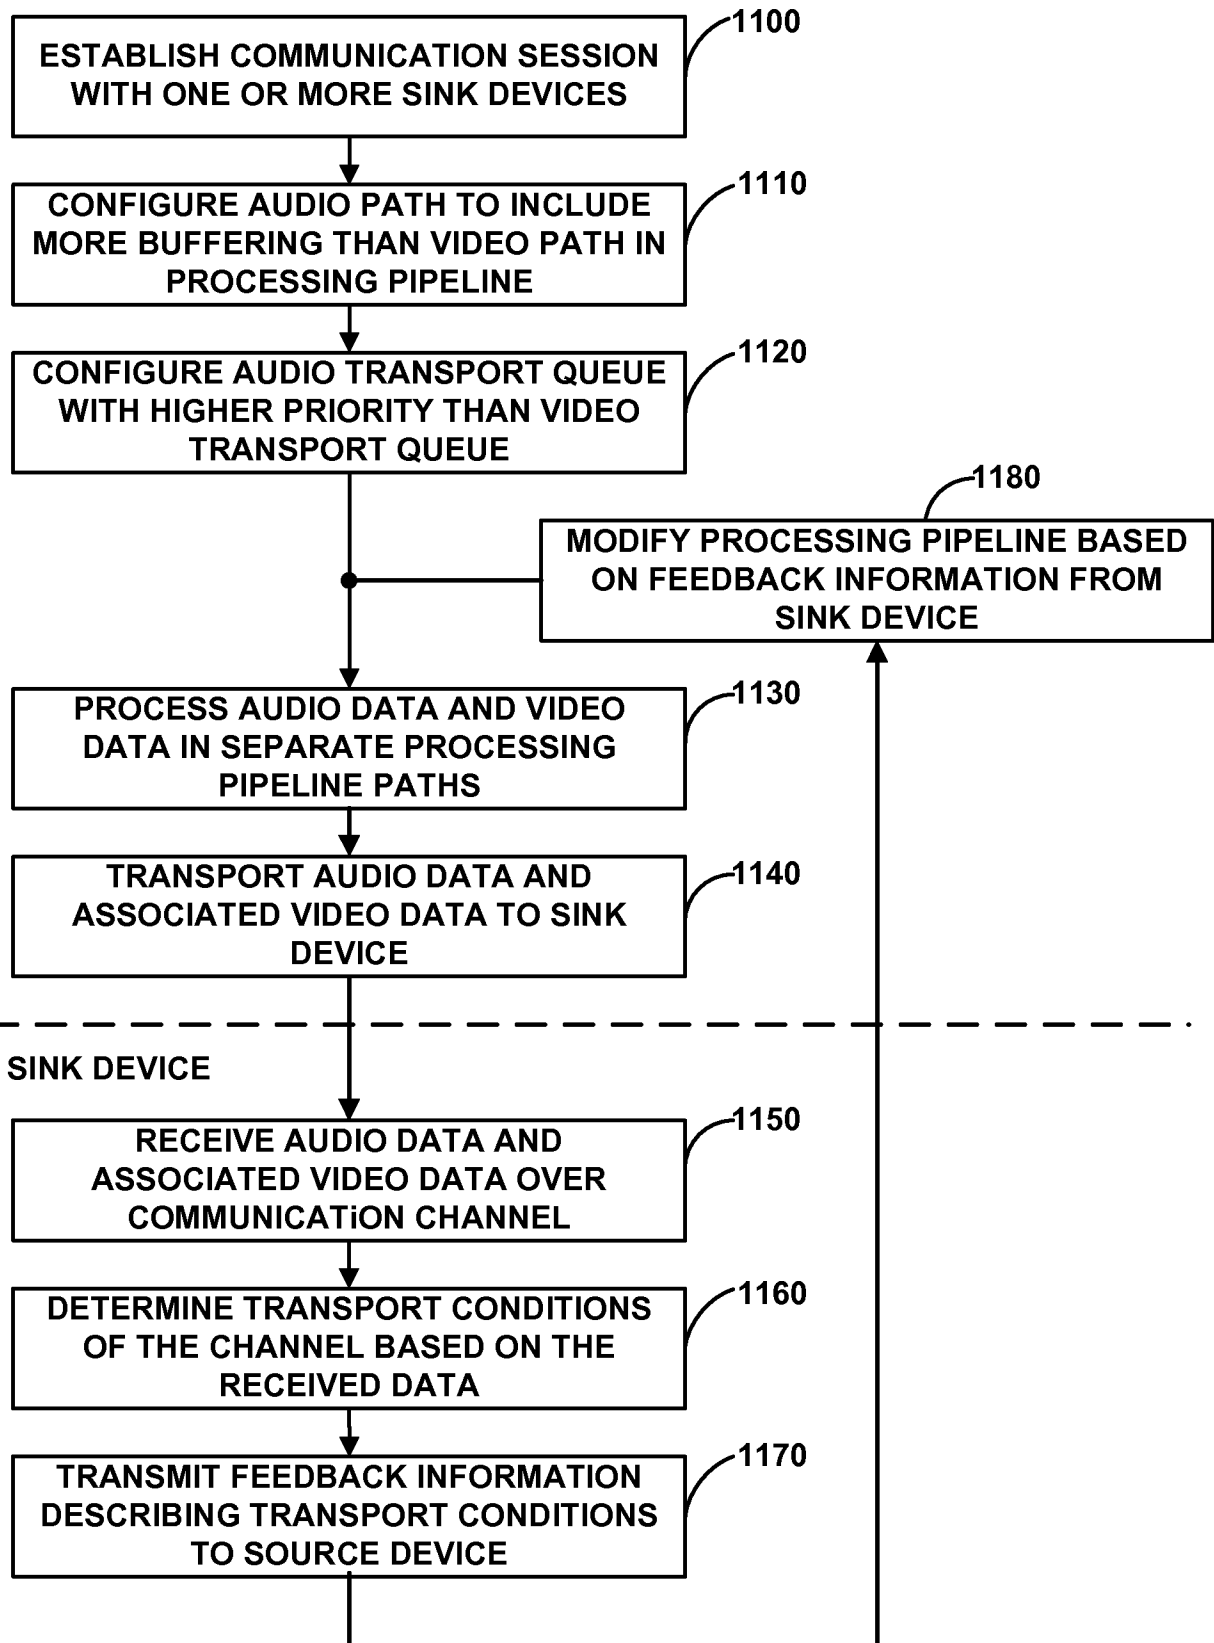 1100
ESTABLISH COMMUNICATION SESSION
WITH ONE OR MORE SINK DEVICES
1110
CONFIGURE AUDIO PATH TO INCLUDE
MORE BUFFERING THAN VIDEO PATH IN
PROCESSING PIPELINE
1120
CONFIGURE AUDIO TRANSPORT QUEUE
WITH HIGHER PRIORITY THAN VIDEO
TRANSPORT QUEUE
1180
MODIFY PROCESSING PIPELINE BASED
ON FEEDBACK INFORMATION FROM
SINK DEVICE
1130
PROCESS AUDIO DATA AND VIDEO
DATA IN SEPARATE PROCESSING
PIPELINE PATHS
1140
TRANSPORT AUDIO DATA AND
ASSOCIATED VIDEO DATA TO SINK
DEVICE
SINK DEVICE
1150
RECEIVE AUDIO DATA AND
ASSOCIATED VIDEO DATA OVER
COMMUNICATiON CHANNEL
1160
DETERMINE TRANSPORT CONDITIONS
OF THE CHANNEL BASED ON THE
RECEIVED DATA
1170
TRANSMIT FEEDBACK INFORMATION
DESCRIBING TRANSPORT CONDITIONS
TO SOURCE DEVICE